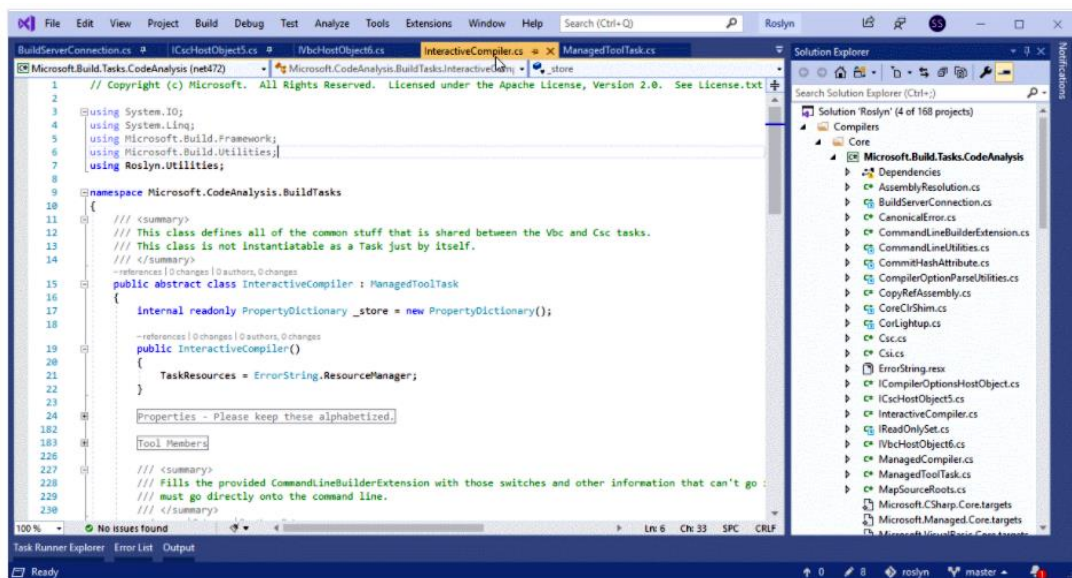 File Edit View Project Build Debug Test Analyze Tools Extensions Window Help Search (Ctrl+Q) Roslyn SS
BuildServerConnection.cs ICscHostObject5.cs IVbcHostObject6.cs InteractiveCompiler.cs ManagedToolTask.cs
Microsoft.Build.Tasks.CodeAnalysis (net472) Microsoft.CodeAnalysis.BuildTasks.InteractiveComp _store
1 // Copyright (c) Microsoft. All Rights Reserved. Licensed under the Apache License, Version 2.0. See License.txt
2
3 using System.IO;
4 using System.Linq;
5 using Microsoft.Build.Framework;
6 using Microsoft.Build.Utilities;
7 using Roslyn.Utilities;
8
9 namespace Microsoft.CodeAnalysis.BuildTasks
10 {
11 /// <summary>
12 /// This class defines all of the common stuff that is shared between the Vbc and Csc tasks.
13 /// This class is not instantiatable as a Task just by itself.
14 /// </summary>
-references | 0 changes | 0 authors, 0 changes
15 public abstract class InteractiveCompiler : ManagedToolTask
16 {
17 internal readonly PropertyDictionary _store = new PropertyDictionary();
18
-references | 0 changes | 0 authors, 0 changes
19 public InteractiveCompiler()
20 {
21 TaskResources = ErrorString.ResourceManager;
22 }
23
24 Properties - Please keep these alphabetized.
182
183 Tool Members
226
227 /// <summary>
228 /// Fills the provided CommandLineBuilderExtension with those switches and other information that can't go
229 /// must go directly onto the command line.
230 /// </summary>
100 % No issues found Ln: 6 Ch: 33 SPC CRLF
Solution Explorer
Search Solution Explorer (Ctrl+;)
Solution 'Roslyn' (4 of 168 projects)
Compilers
Core
Microsoft.Build.Tasks.CodeAnalysis
Dependencies
AssemblyResolution.cs
BuildServerConnection.cs
CanonicalError.cs
CommandLineBuilderExtension.cs
CommandLineUtilities.cs
CommitHashAttribute.cs
CompilerOptionParseUtilities.cs
CopyRefAssembly.cs
CoreClrShim.cs
CorLightup.cs
Csc.cs
Csi.cs
ErrorString.resx
ICompilerOptionsHostObject.cs
ICscHostObject5.cs
InteractiveCompiler.cs
IReadOnlySet.cs
IVbcHostObject6.cs
ManagedCompiler.cs
ManagedToolTask.cs
MapSourceRoots.cs
Microsoft.CSharp.Core.targets
Microsoft.Managed.Core.targets
Microsoft.VisualBasic.Core.targets
Notifications
Task Runner Explorer Error List Output
Ready 0 8 roslyn master 1